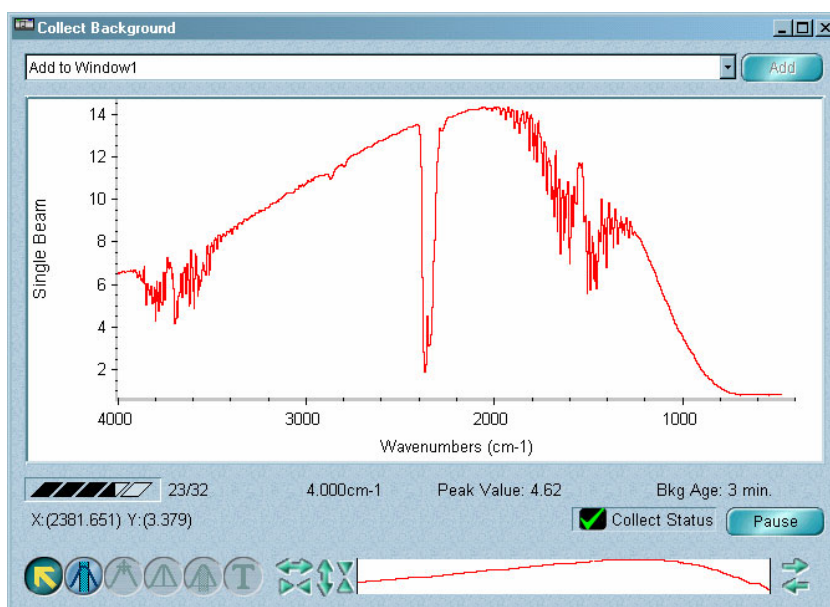 Collect Background
Add to Window1
Add
14
12
10
8
6
4
2
Single Beam
4000 3000 2000 1000
Wavenumbers (cm-1)
23/32 4.000cm-1 Peak Value: 4.62 Bkg Age: 3 min.
X:(2381.651) Y:(3.379) Collect Status Pause
T